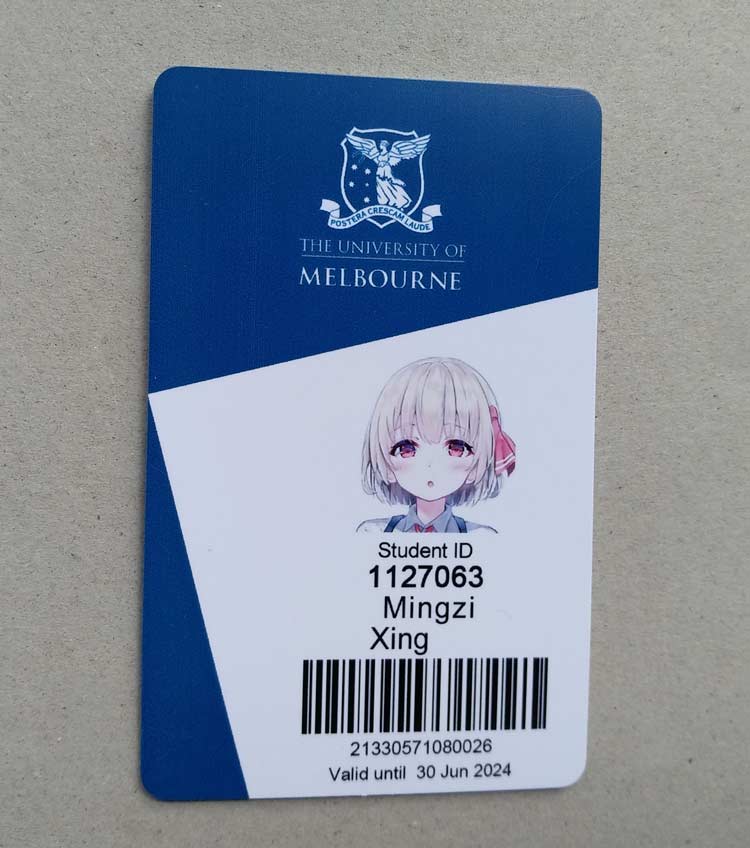 POSTERA CRESCAM LAUDE
THE UNIVERSITY OF
MELBOURNE
Student ID
1127063
Mingzi
Xing
21330571080026
Valid until 30 Jun 2024